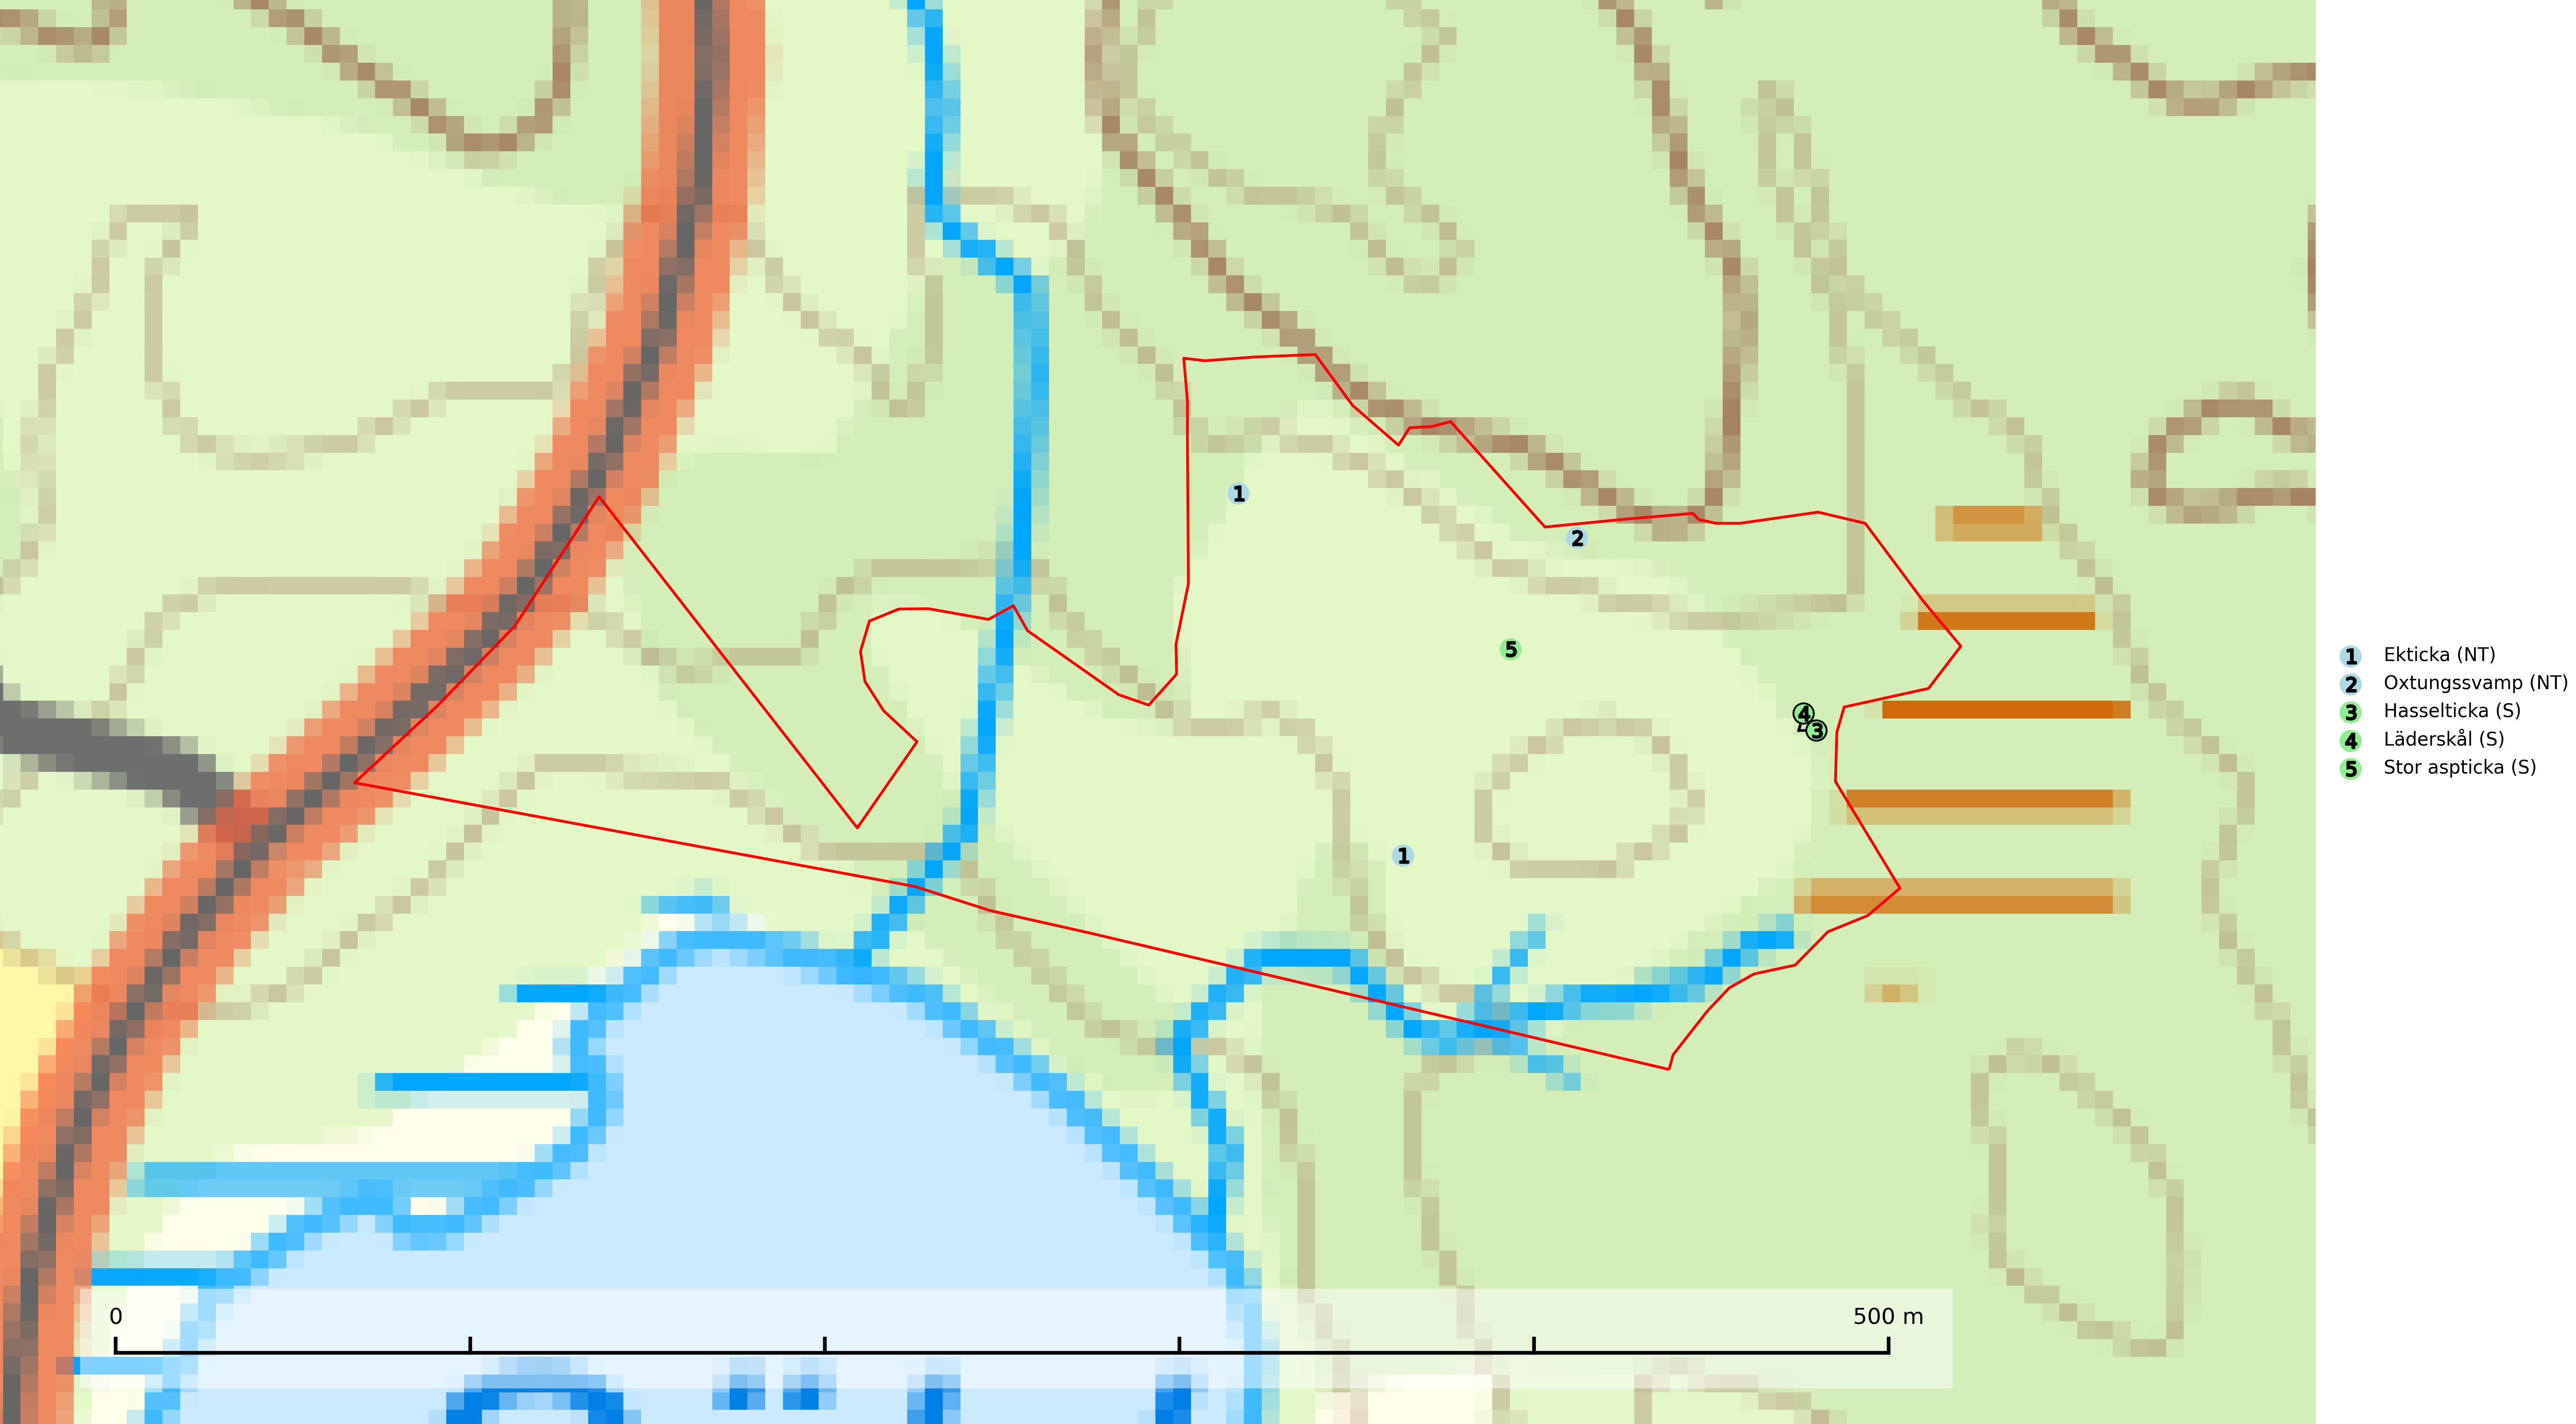 1
2
5
4
3
1
1 Ekticka (NT)
2 Oxtungssvamp (NT)
3 Hasselticka (S)
4 Läderskål (S)
5 Stor aspticka (S)
0 500 m